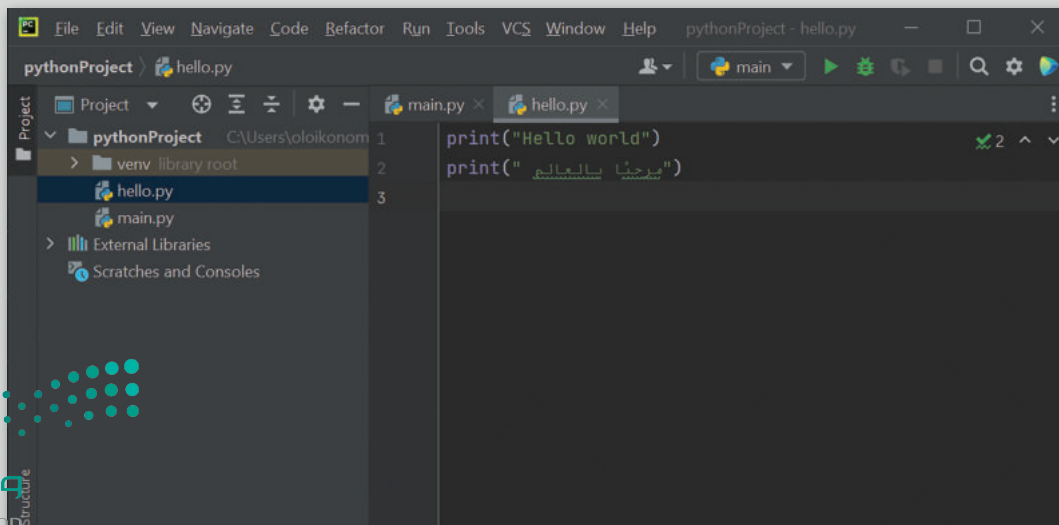 PC File Edit View Navigate Code Refactor Run Tools VCS Window Help pythonProject - hello.py
pythonProject hello.py main
Project Project main.py hello.py
pythonProject C:\Users\oloikonom
venv library root
hello.py
main.py
External Libraries
Scratches and Consoles
1 print("Hello world") 2
2 print(" مرحبًا بالعالم")
3
Structure